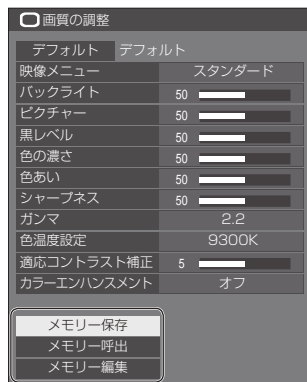 画質の調整
デフォルト デフォルト
映像メニュー スタンダード
バックライト 50
ピクチャー 50
黒レベル 50
色の濃さ 50
色あい 50
シャープネス 50
ガンマ 2.2
色温度設定 9300K
適応コントラスト補正 5
カラーエンハンスメント オフ
メモリー保存
メモリー呼出
メモリー編集